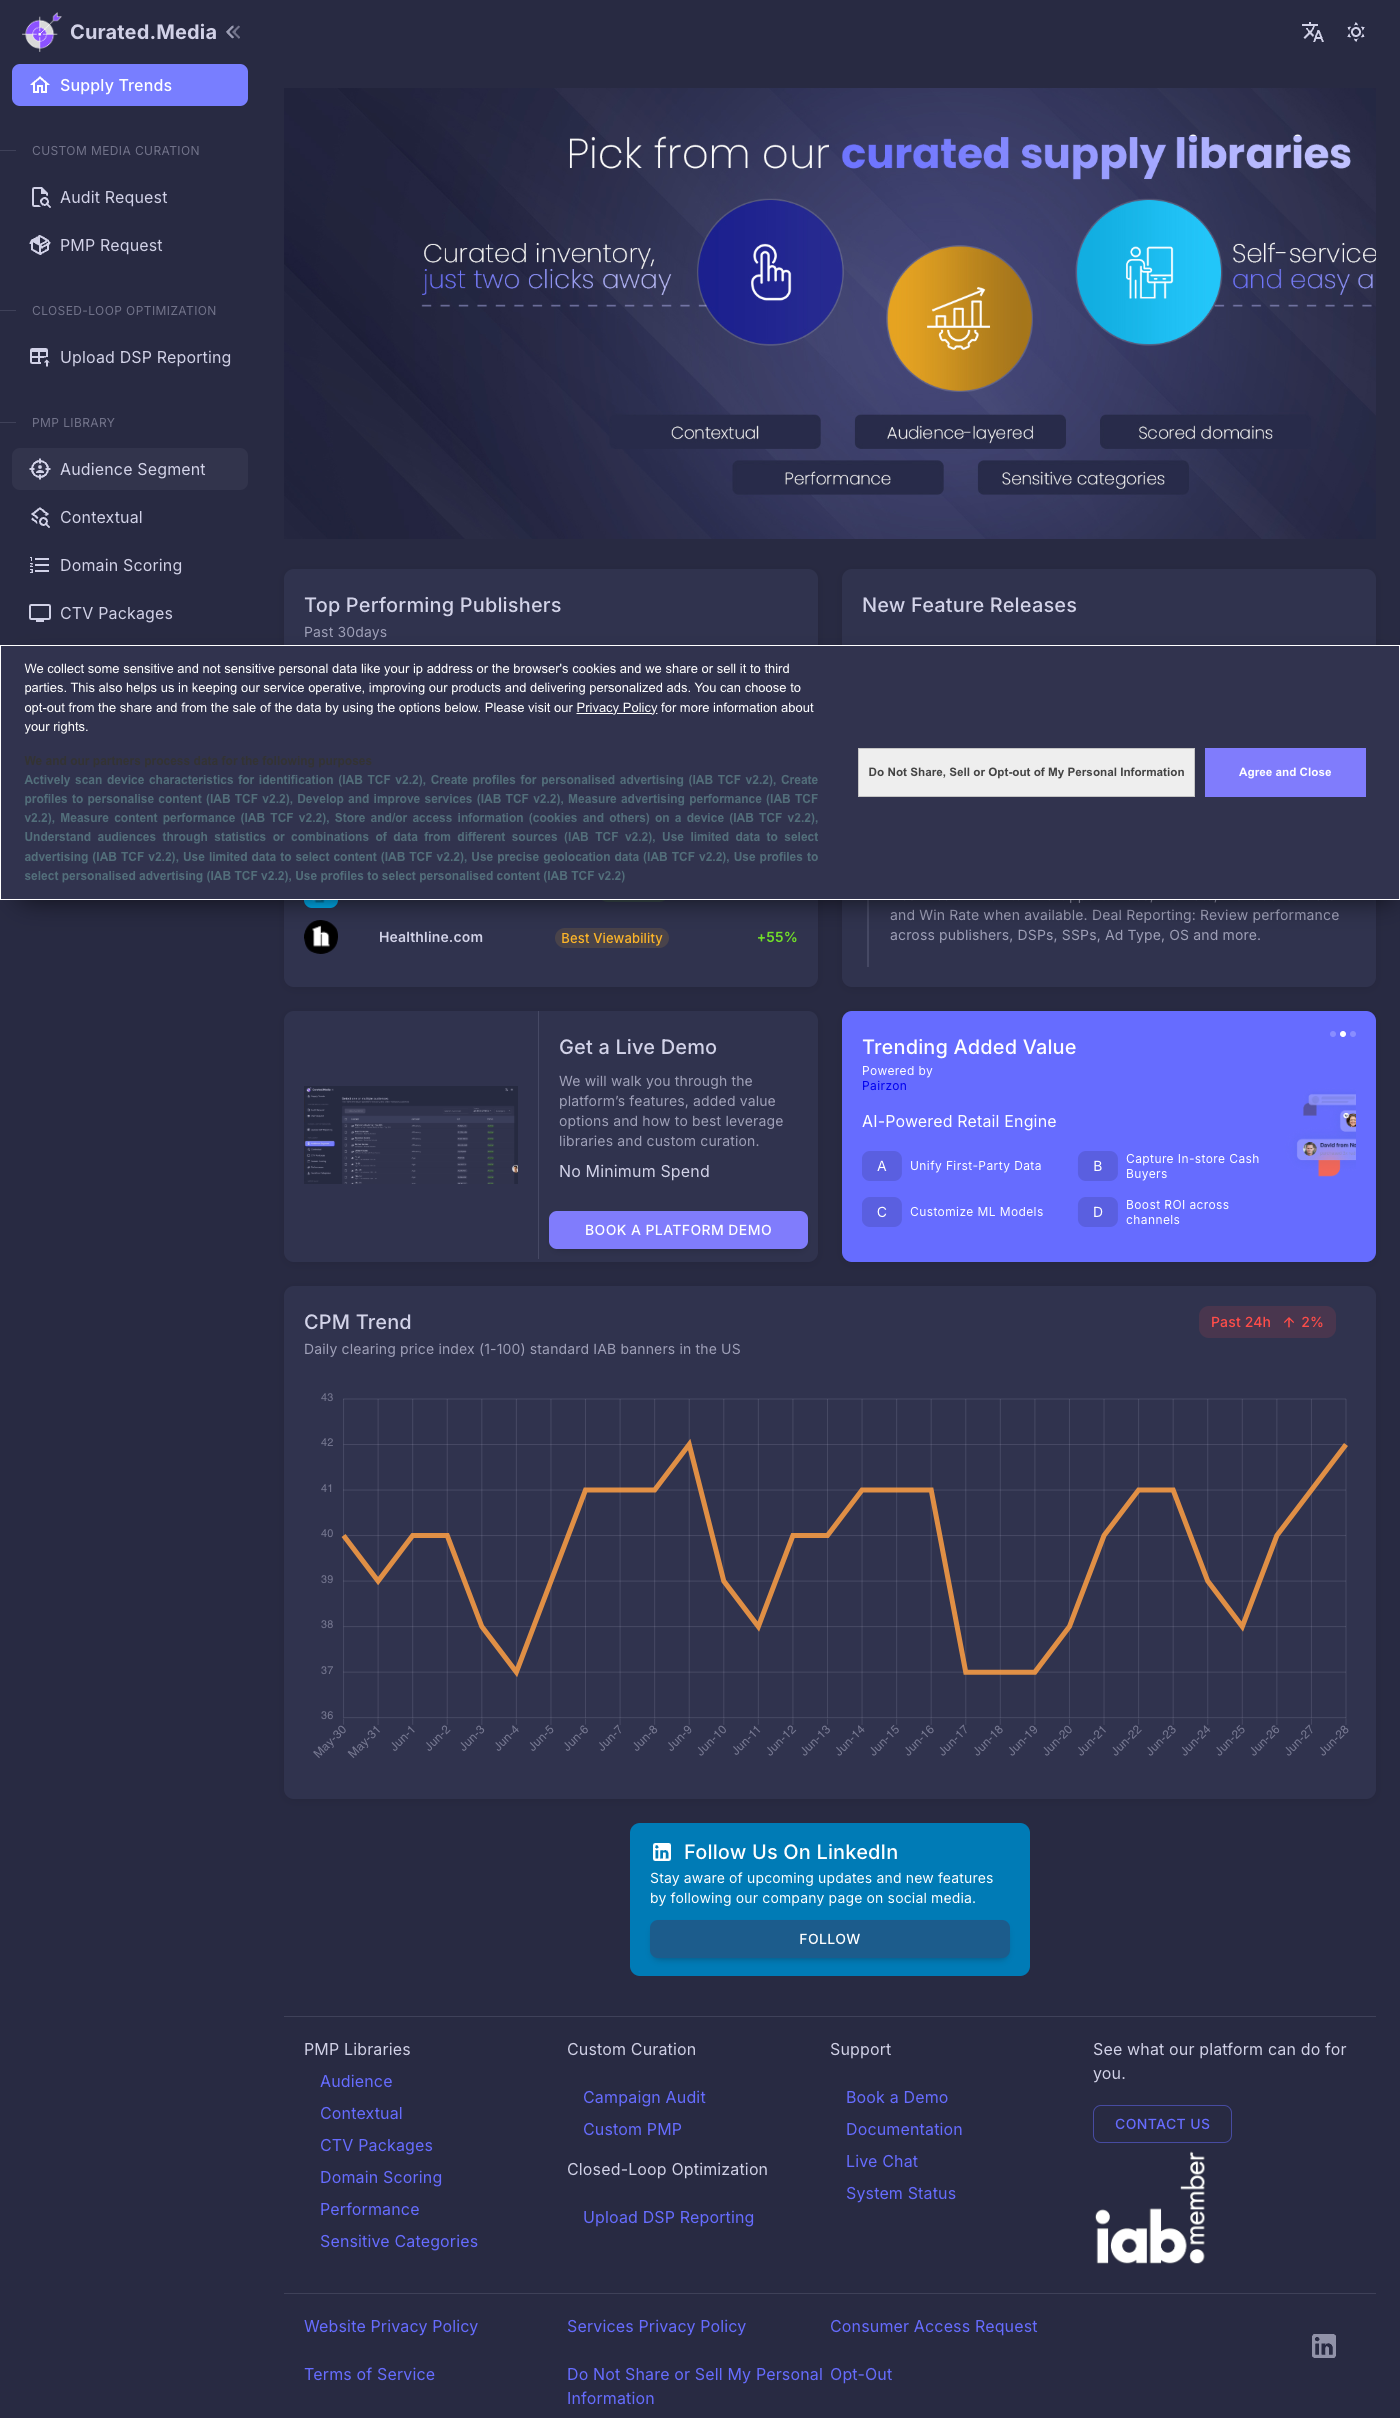 Curated.Media
Supply Trends
CUSTOM MEDIA CURATION
Audit Request
PMP Request
CLOSED-LOOP OPTIMIZATION
Upload DSP Reporting
PMP LIBRARY
Audience Segment
Contextual
Domain Scoring
CTV Packages
Pick from our curated supply libraries
Curated inventory,
just two clicks away
Self-service
and easy a
Contextual
Audience-layered
Scored domains
Performance
Sensitive categories
Top Performing Publishers
Past 30days
New Feature Releases
We collect some sensitive and not sensitive personal data like your ip address or the browser's cookies and we share or sell it to third
parties. This also helps us in keeping our service operative, improving our products and delivering personalized ads. You can choose to
opt-out from the share and from the sale of the data by using the options below. Please visit our Privacy Policy for more information about
your rights.
Actively scan device characteristics for identification (IAB TCF v2.2), Create profiles for personalised advertising (IAB TCF v2.2), Create
profiles to personalise content (IAB TCF v2.2), Develop and improve services (IAB TCF v2.2), Measure advertising performance (IAB TCF
v2.2), Measure content performance (IAB TCF v2.2), Store and/or access information (cookies and others) on a device (IAB TCF v2.2),
Understand audiences through statistics or combinations of data from different sources (IAB TCF v2.2), Use limited data to select
advertising (IAB TCF v2.2), Use limited data to select content (IAB TCF v2.2), Use precise geolocation data (IAB TCF v2.2), Use profiles to
select personalised advertising (IAB TCF v2.2), Use profiles to select personalised content (IAB TCF v2.2)
Do Not Share, Sell or Opt-out of My Personal Information
Agree and Close
Healthline.com
Best Viewability
+55%
and Win Rate when available. Deal Reporting: Review performance
across publishers, DSPs, SSPs, Ad Type, OS and more.
Get a Live Demo
We will walk you through the
platform's features, added value
options and how to best leverage
libraries and custom curation.
No Minimum Spend
BOOK A PLATFORM DEMO
Trending Added Value
Powered by
Pairzon
AI-Powered Retail Engine
A Unify First-Party Data
B Capture In-store Cash
Buyers
C Customize ML Models
D Boost ROI across
channels
David from Ne
CPM Trend
Past 24h ↑ 2%
Daily clearing price index (1-100) standard IAB banners in the US
43
42
41
40
39
38
37
36
May-30
May-31
Jun-1
Jun-2
Jun-3
Jun-4
Jun-5
Jun-6
Jun-7
Jun-8
Jun-9
Jun-10
Jun-11
Jun-12
Jun-13
Jun-14
Jun-15
Jun-16
Jun-17
Jun-18
Jun-19
Jun-20
Jun-21
Jun-22
Jun-23
Jun-24
Jun-25
Jun-26
Jun-27
Jun-28
Follow Us On LinkedIn
Stay aware of upcoming updates and new features
by following our company page on social media.
FOLLOW
PMP Libraries
Audience
Contextual
CTV Packages
Domain Scoring
Performance
Sensitive Categories
Custom Curation
Campaign Audit
Custom PMP
Closed-Loop Optimization
Upload DSP Reporting
Support
Book a Demo
Documentation
Live Chat
System Status
See what our platform can do for
you.
CONTACT US
iab. member
Website Privacy Policy
Services Privacy Policy
Consumer Access Request
Terms of Service
Do Not Share or Sell My Personal
Information
Opt-Out